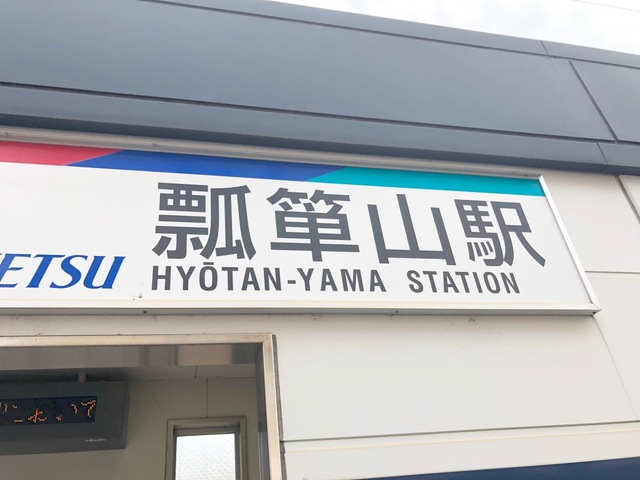 瓢箪山駅
ETSU
HYŌTAN-YAMA STATION